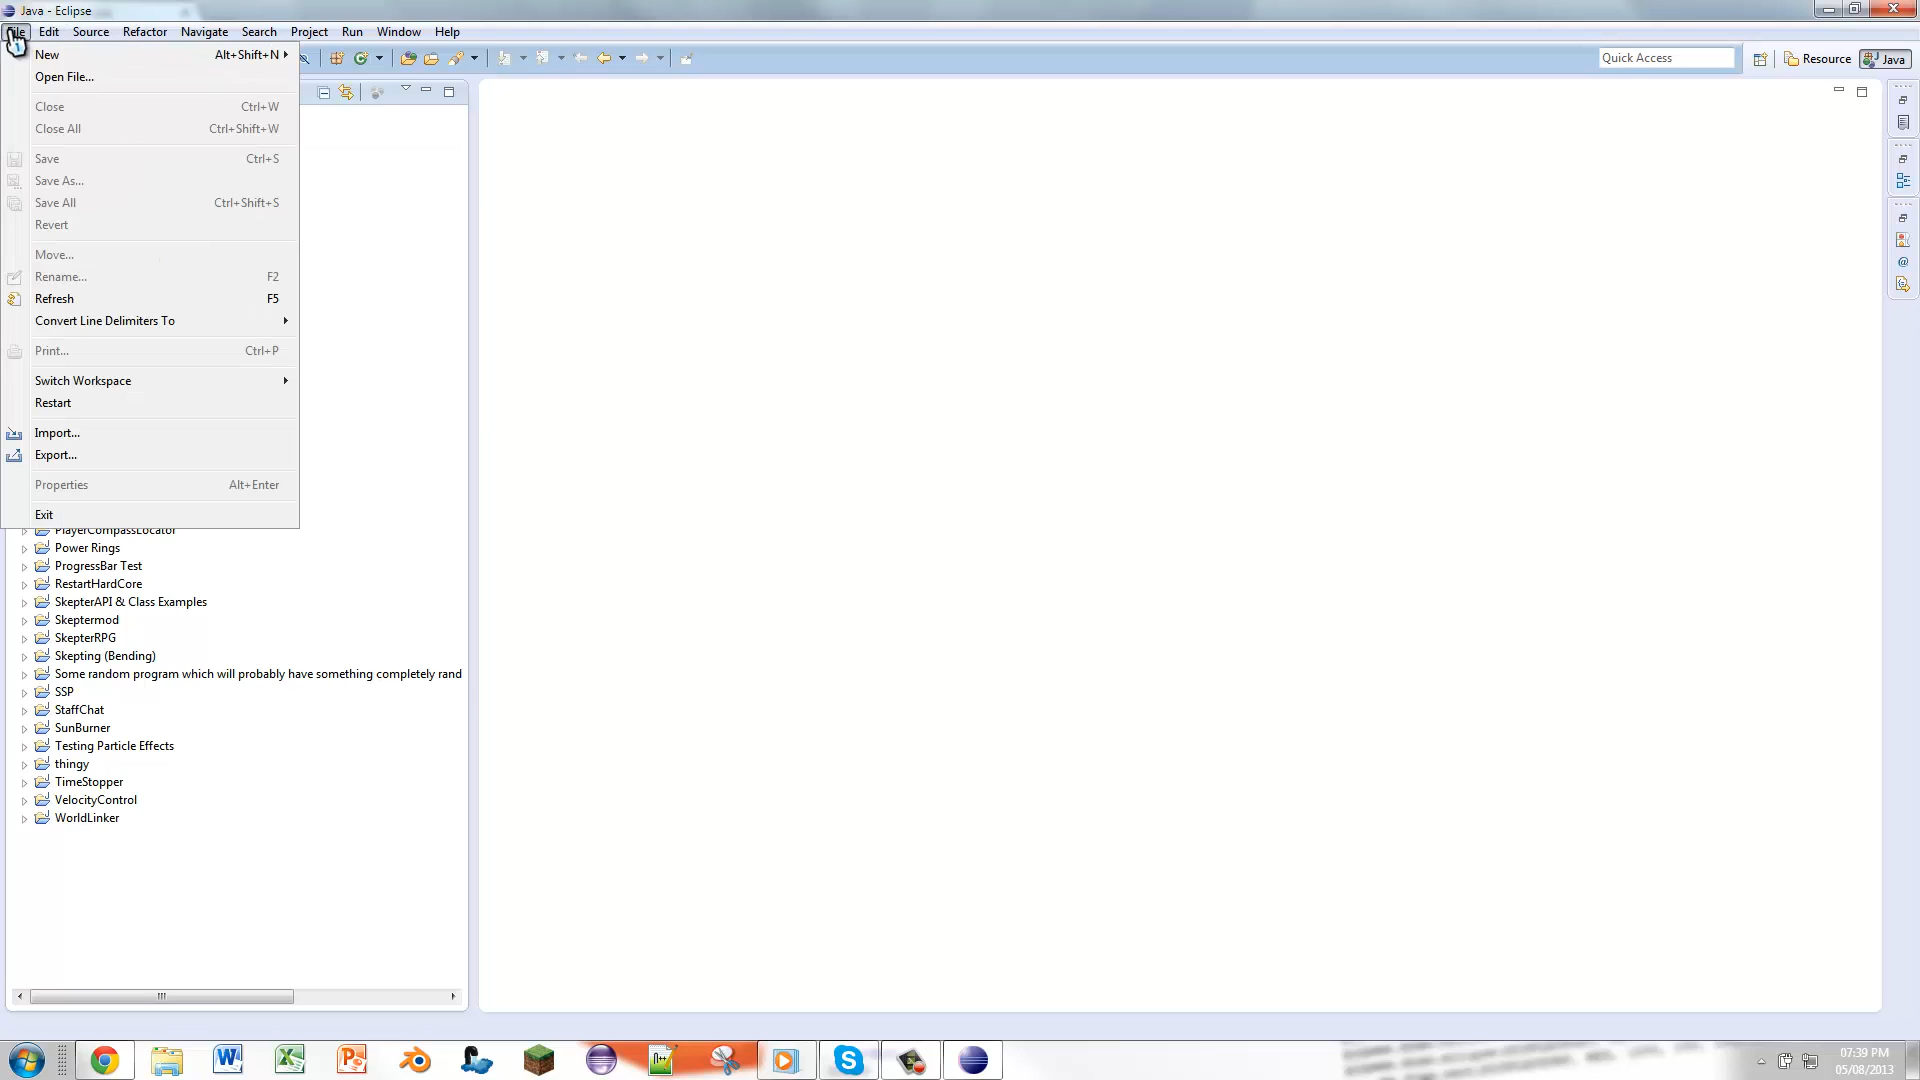 Java - Eclipse
File Edit Source Refactor Navigate Search Project Run Window Help
New Alt+Shift+N
Open File...
Quick Access
Resource
Java
Close Ctrl+W
Close All Ctrl+Shift+W
Save Ctrl+S
Save As...
Save All Ctrl+Shift+S
Revert
Move...
Rename... F2
Refresh F5
Convert Line Delimiters To
Print... Ctrl+P
Switch Workspace
Restart
Import...
Export...
Properties Alt+Enter
Exit
PlayerCompassLocator
Power Rings
ProgressBar Test
RestartHardCore
SkepterAPI & Class Examples
Skeptermod
SkepterRPG
Skepting (Bending)
Some random program which will probably have something completely rand
SSP
StaffChat
SunBurner
Testing Particle Effects
thingy
TimeStopper
VelocityControl
WorldLinker
07:39 PM
05/08/2013